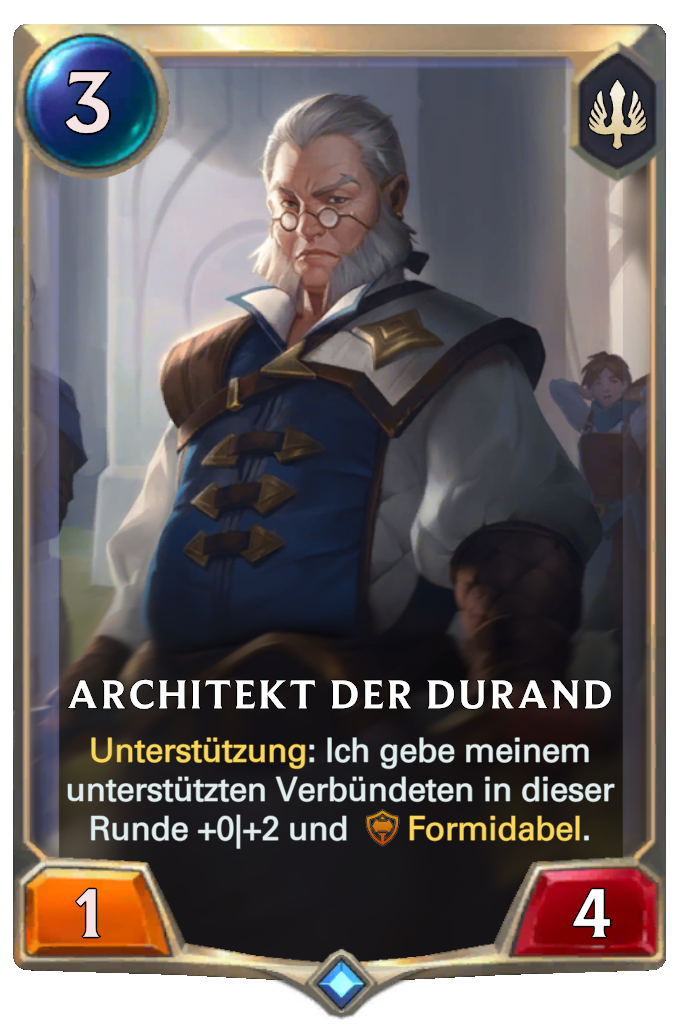 3
ARCHITEKT DER DURAND
Unterstützung: Ich gebe meinem
unterstützten Verbündeten in dieser
Runde +0|+2 und Formidabel.
1
4